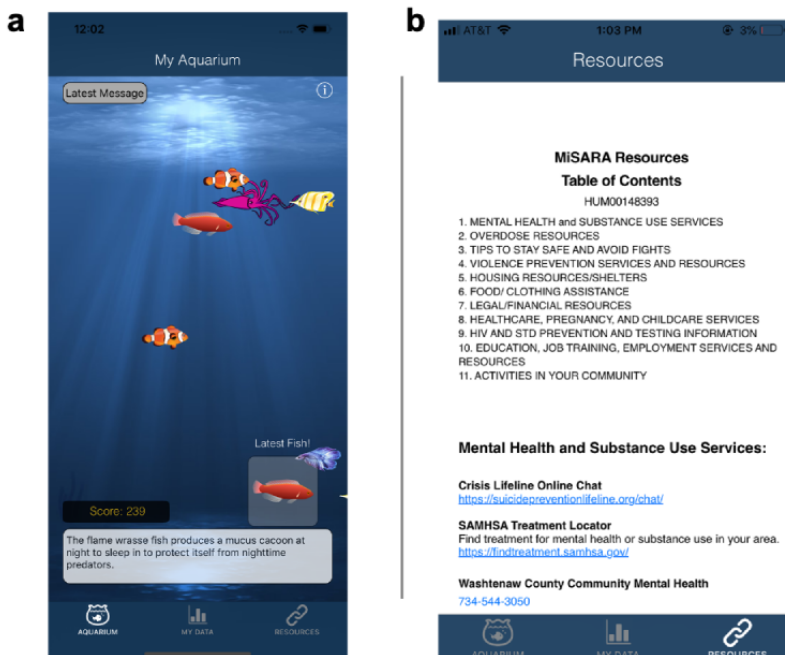 a
12:02
My Aquarium
Latest Message
Latest Fish!
Score: 239
The flame wrasse fish produces a mucus cacoon at
night to sleep in to protect itself from nighttime
predators.
AQUARIUM
MY DATA
RESOURCES
b
AT&T
1:03 PM
3%
Resources
MiSARA Resources
Table of Contents
HUM00148393
1. MENTAL HEALTH and SUBSTANCE USE SERVICES
2. OVERDOSE RESOURCES
3. TIPS TO STAY SAFE AND AVOID FIGHTS
4. VIOLENCE PREVENTION SERVICES AND RESOURCES
5. HOUSING RESOURCES/SHELTERS
6. FOOD/ CLOTHING ASSISTANCE
7. LEGAL/FINANCIAL RESOURCES
8. HEALTHCARE, PREGNANCY, AND CHILDCARE SERVICES
9. HIV AND STD PREVENTION AND TESTING INFORMATION
10. EDUCATION, JOB TRAINING, EMPLOYMENT SERVICES AND
RESOURCES
11. ACTIVITIES IN YOUR COMMUNITY
Mental Health and Substance Use Services:
Crisis Lifeline Online Chat
https://suicidepreventionlifeline.org/chat/
SAMHSA Treatment Locator
Find treatment for mental health or substance use in your area.
https://findtreatment.samhsa.gov/
Washtenaw County Community Mental Health
734-544-3050
AQUARIUM
MY DATA
RESOURCES